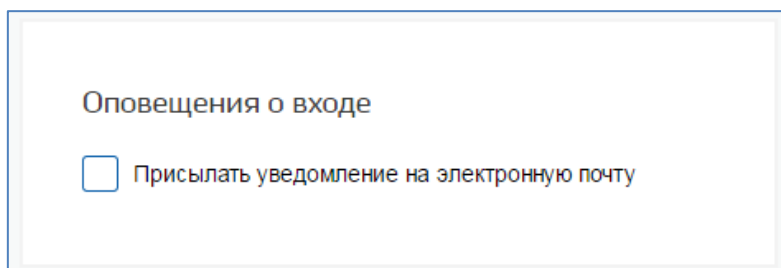 Оповещения о входе
Присылать уведомление на электронную почту